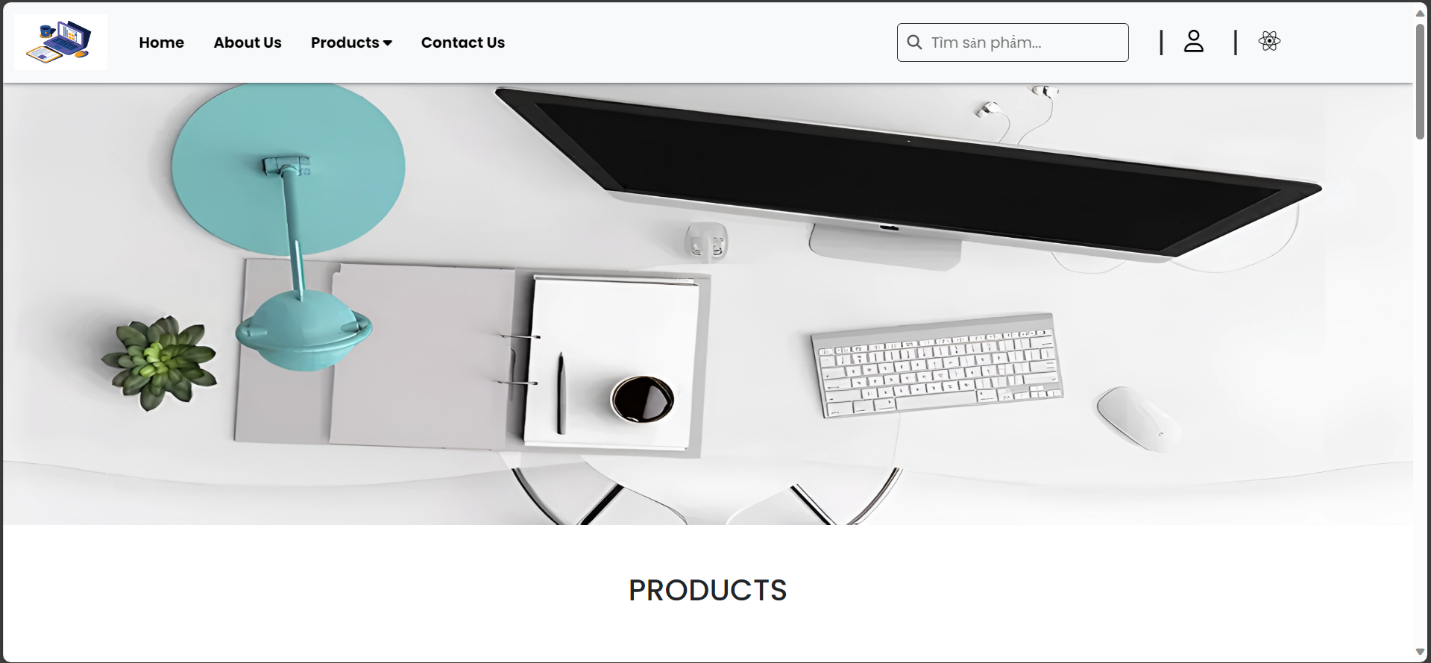 Home About Us Products Contact Us Tìm sản phẩm...
PRODUCTS